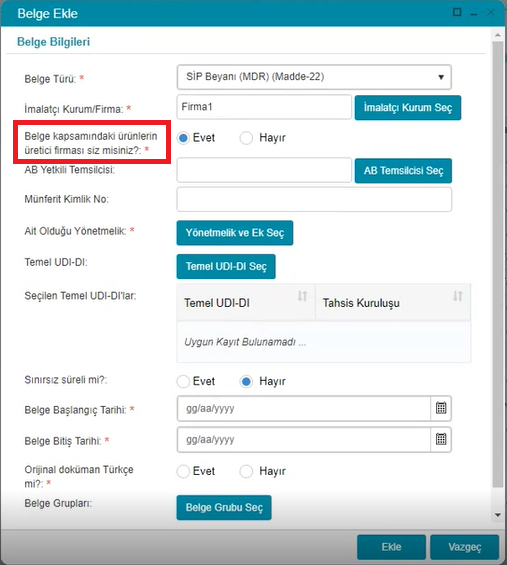 Belge Ekle
Belge Bilgileri
Belge Türü: * SİP Beyanı (MDR) (Madde-22)
İmalatçı Kurum/Firma: * Firma1 İmalatçı Kurum Seç
Belge kapsamındaki ürünlerin
üretici firması siz misiniz?: * Evet Hayır
AB Yetkili Temsilcisi: AB Temsilcisi Seç
Münferit Kimlik No:
Ait Olduğu Yönetmelik: * Yönetmelik ve Ek Seç
Temel UDI-DI: Temel UDI-DI Seç
Seçilen Temel UDI-DI'lar: Temel UDI-DI Tahsis Kuruluşu
Uygun Kayıt Bulunamadı ...
Sınırsız süreli mi?: Evet Hayır
Belge Başlangıç Tarihi: * gg/aa/yyyy
Belge Bitiş Tarihi: * gg/aa/yyyy
Orijinal doküman Türkçe
mi?: * Evet Hayır
Belge Grupları: Belge Grubu Seç
Ekle Vazgeç